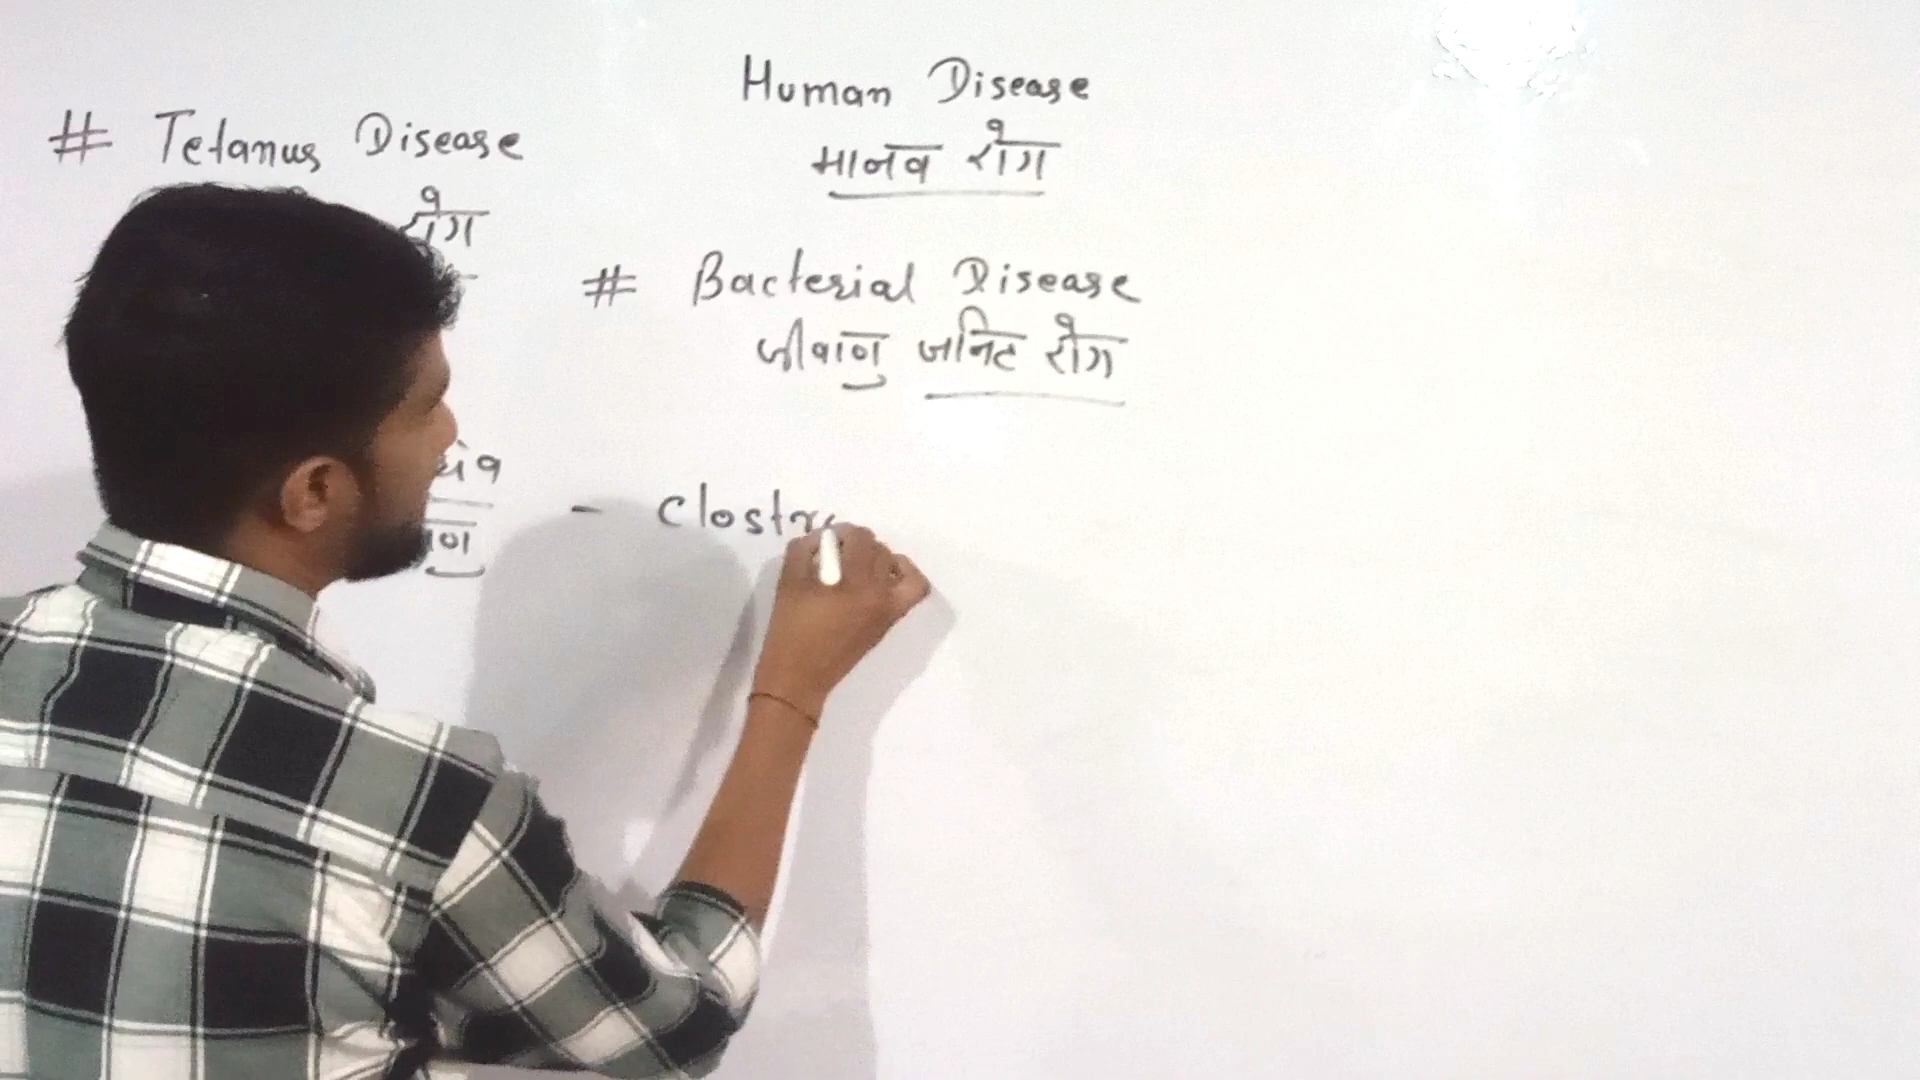 Human Disease
मानव रोग
# Tetanus Disease
रोग
# Bacterial Disease
जीवाणु जनित रोग
- Clostr